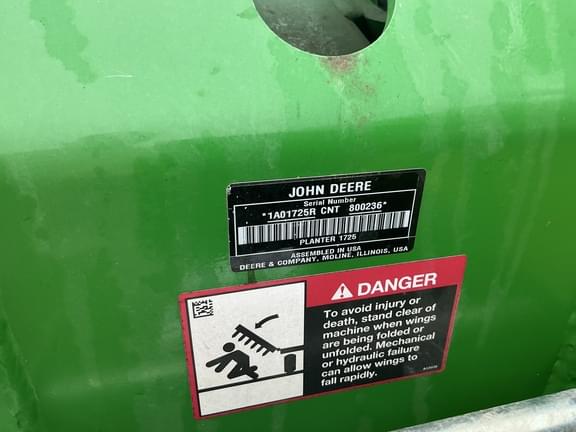 JOHN DEERE
Serial Number
*1A01725R CNT 800236*
PLANTER 1725
ASSEMBLED IN USA
DEERE & COMPANY, MOLINE, ILLINOIS, USA
DANGER
To avoid injury or
death, stand clear of
machine when wings
are being folded or
unfolded. Mechanical
or hydraulic failure
can allow wings to
fall rapidly.